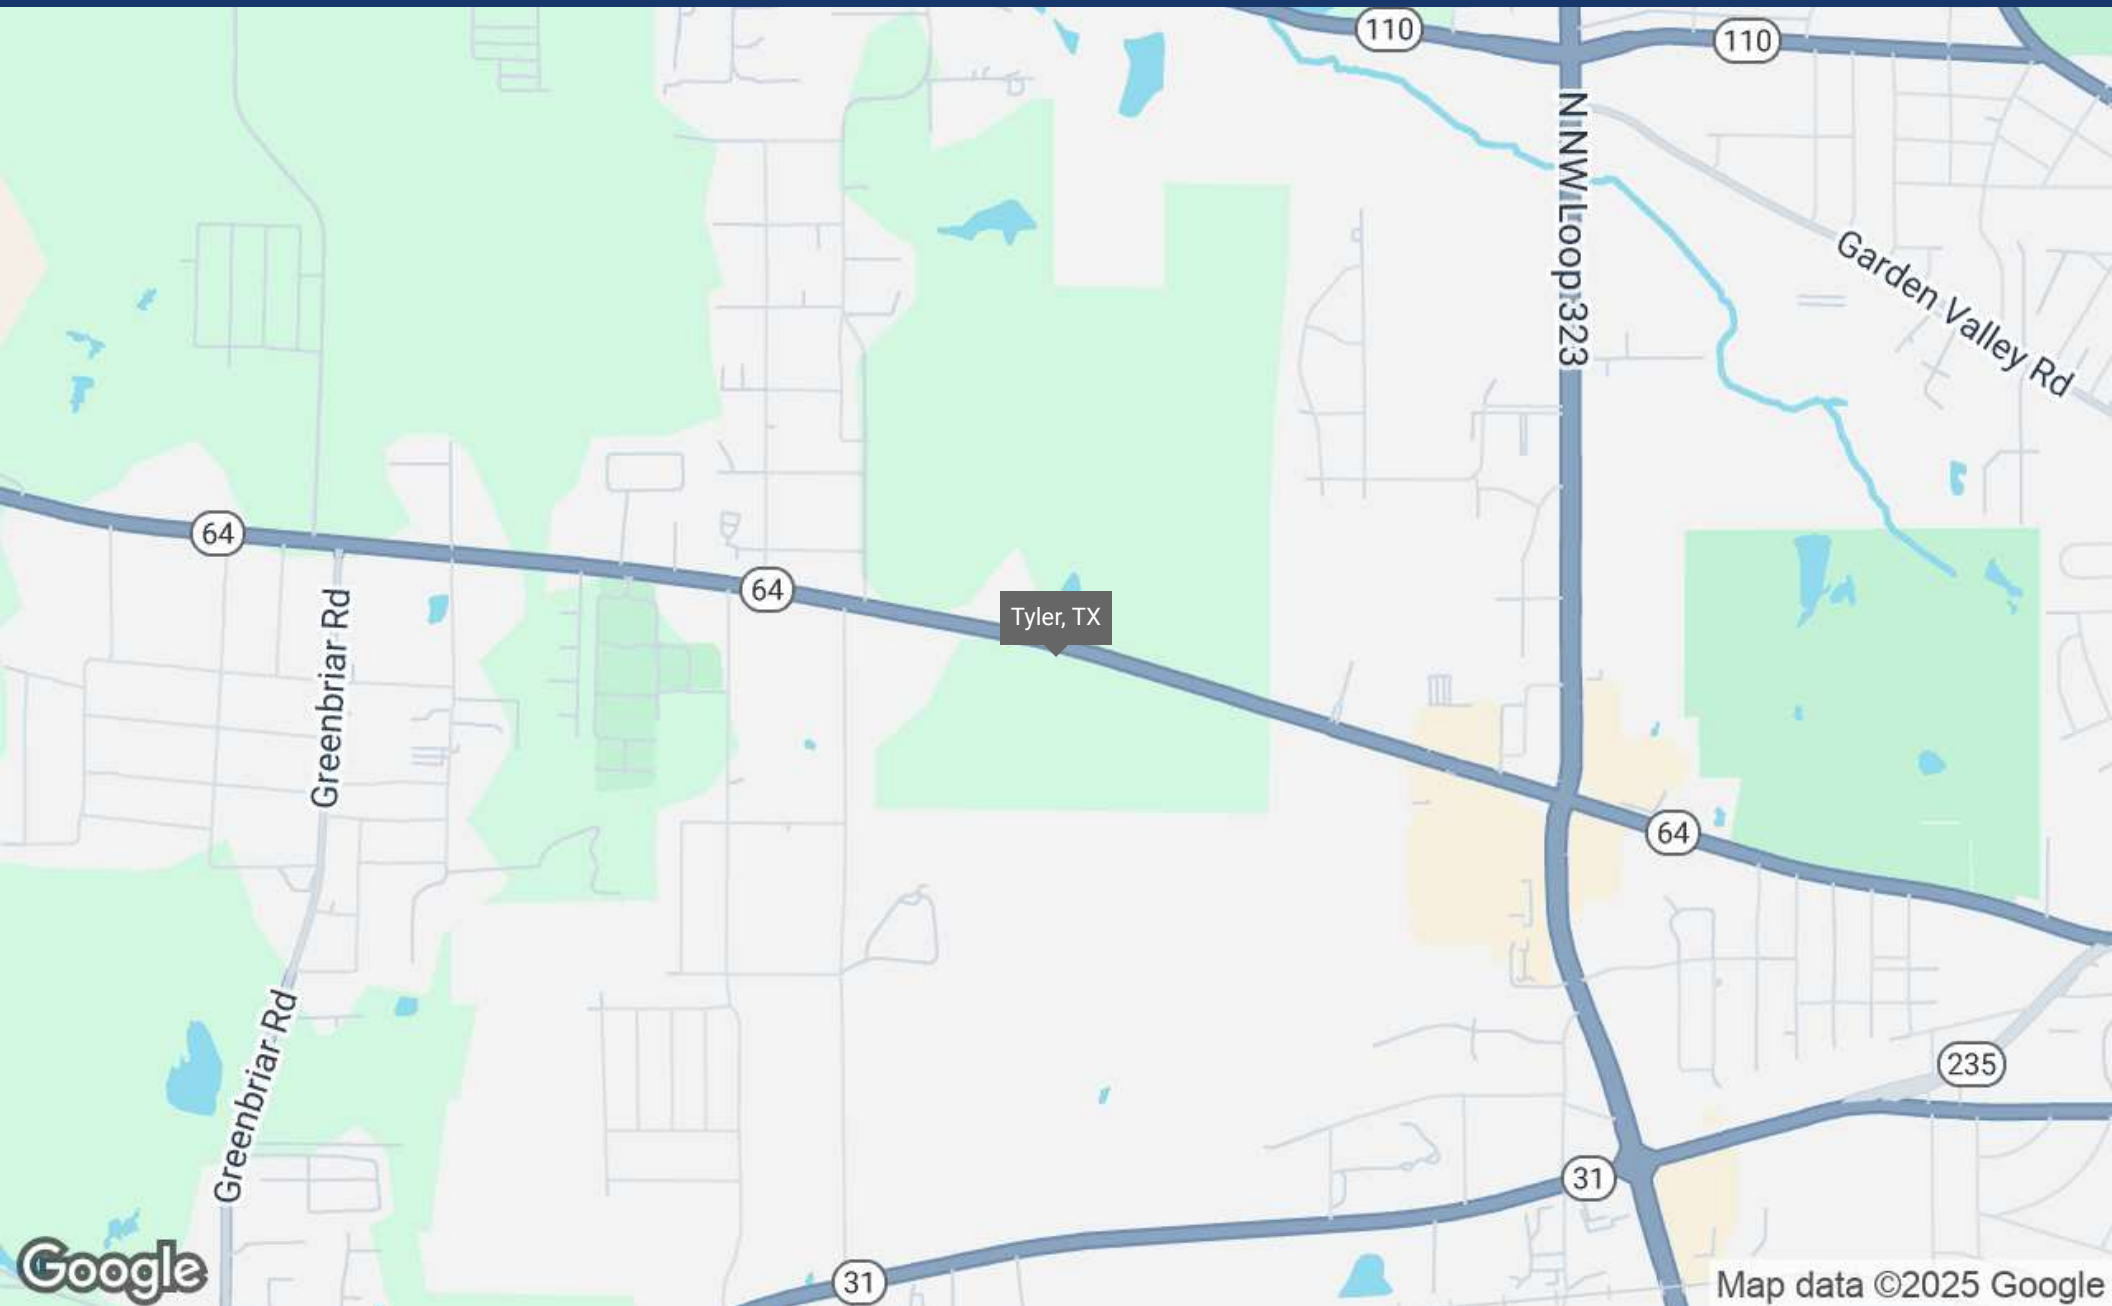 110
110
N NW Loop 323
Garden Valley Rd
64
64
Tyler, TX
Greenbriar Rd
64
Greenbriar Rd
235
31
31
Google
Map data ©2025 Google